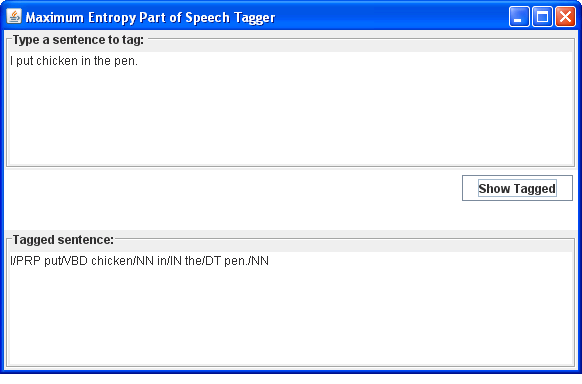 Maximum Entropy Part of Speech Tagger
Type a sentence to tag:
I put chicken in the pen.
Show Tagged
Tagged sentence:
I/PRP put/VBD chicken/NN in/IN the/DT pen./NN